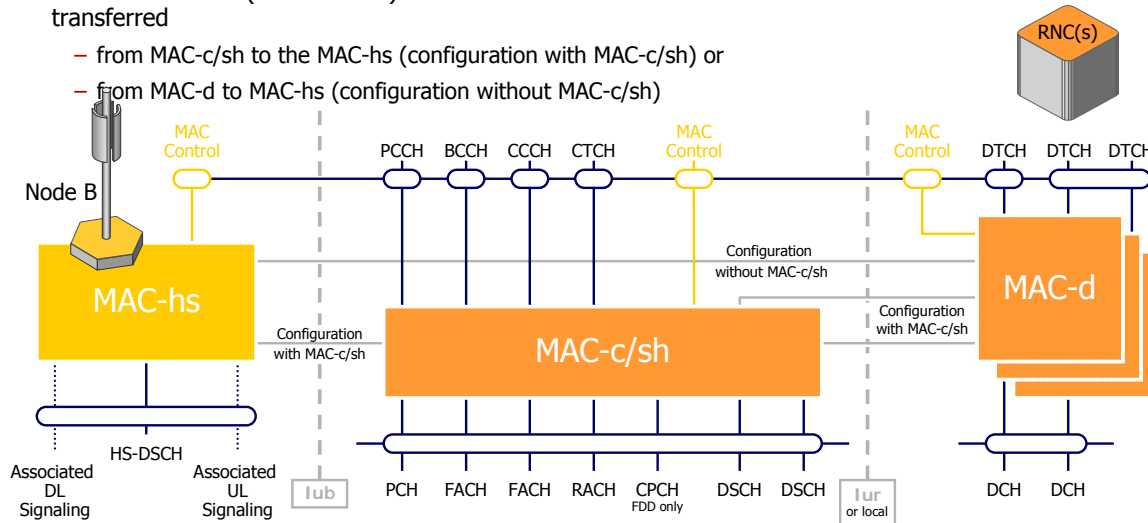 transferred
– from MAC-c/sh to the MAC-hs (configuration with MAC-c/sh) or
– from MAC-d to MAC-hs (configuration without MAC-c/sh)
RNC(s)
MAC
Control
PCCH BCCH CCCH CTCH
MAC
Control
MAC
Control
DTCH DTCH DTCH
Node B
Configuration
without MAC-c/sh
MAC-hs
MAC-d
Configuration
with MAC-c/sh
Configuration
with MAC-c/sh
MAC-c/sh
HS-DSCH
Associated
DL
Signaling
Associated
UL
Signaling
Iub
PCH FACH FACH RACH CPCH DSCH DSCH
FDD only
Iur
or local
DCH DCH